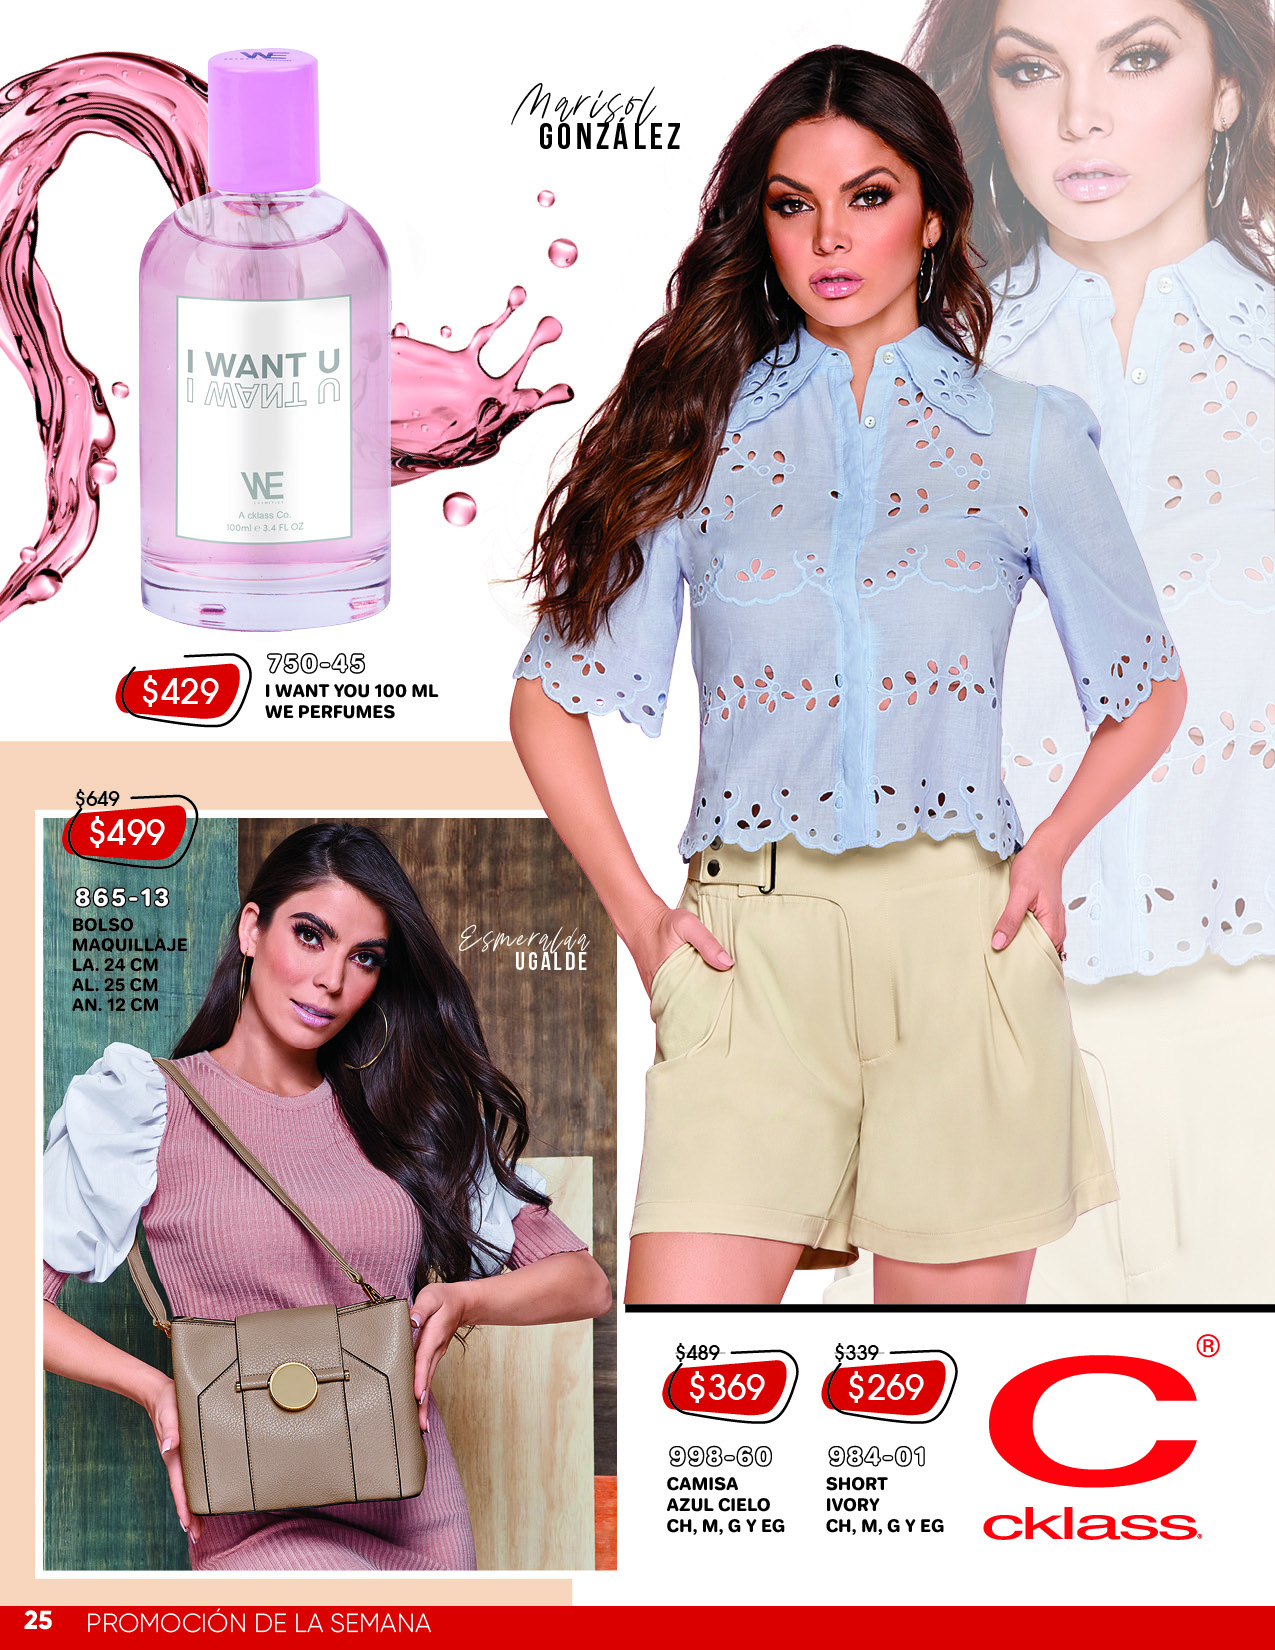 WE
Marisol
GONZÁLEZ
I WANT U
I WANT U
WE
COSMETICS
A cklass Co.
100ml e 3.4 FL OZ
$429
750-45
I WANT YOU 100 ML
WE PERFUMES
$649
$499
865-13
BOLSO
MAQUILLAJE
LA. 24 CM
AL. 25 CM
AN. 12 CM
Esmeralda
UGALDE
$489
$369
998-60
CAMISA
AZUL CIELO
CH, M, G Y EG
$339
$269
984-01
SHORT
IVORY
CH, M, G Y EG
C®
cklass®
25 PROMOCIÓN DE LA SEMANA